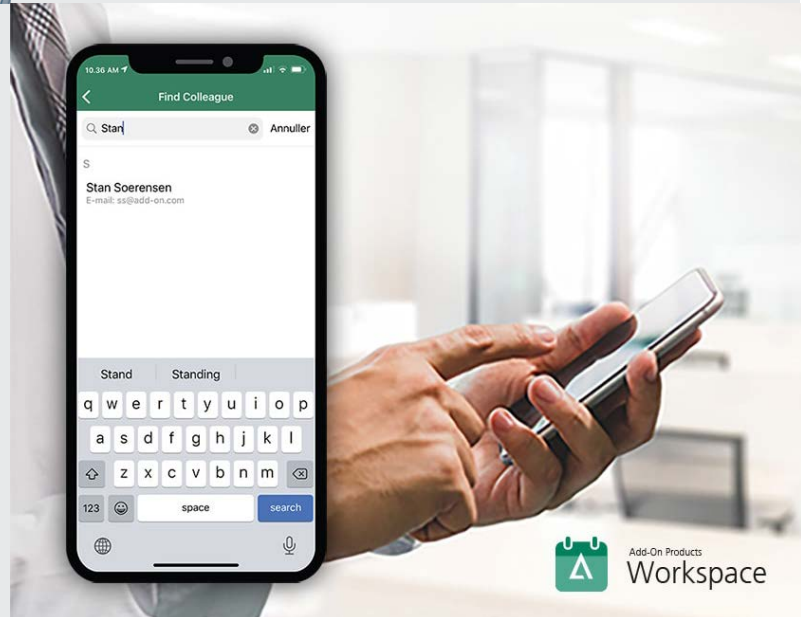 10.36 AM
Find Colleague
Stan
Annuller
S
Stan Soerensen
E-mail: ss@add-on.com
Stand Standing
q w e r t y u i o p
a s d f g h j k l
z x c v b n m
123 space search
Add-On Products
Workspace